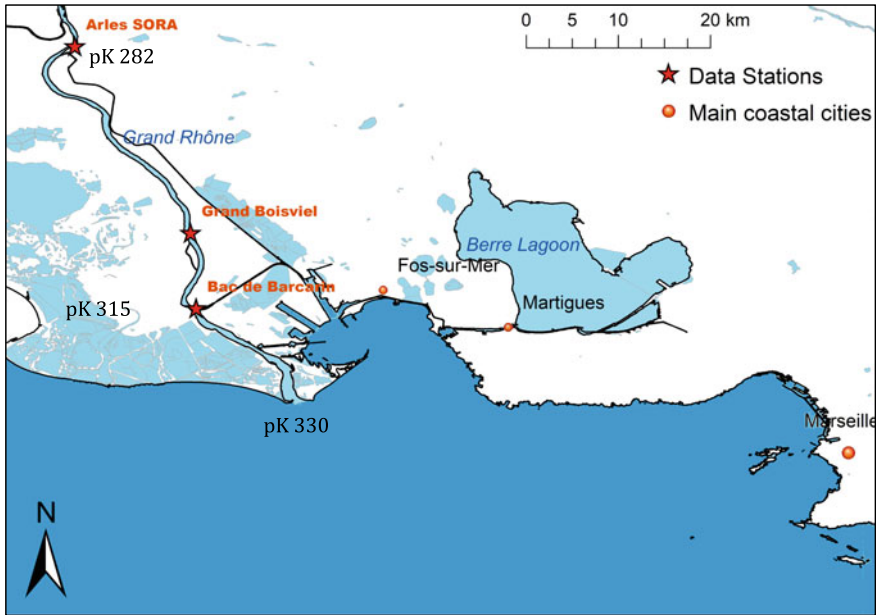 Arles SORA
pK 282
0 5 10 20 km
Data Stations
Main coastal cities
Grand Rhône
Grand Boisviel
Berre Lagoon
Fos-sur-Mer
Bac de Barcarin
pK 315
Martigues
pK 330
Marseille
N